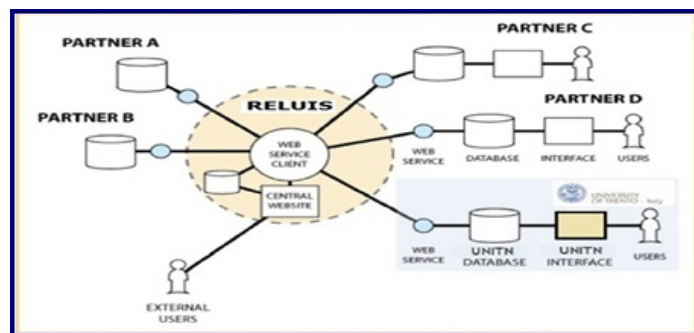 PARTNER A
PARTNER C
RELUIS
PARTNER B
PARTNER D
WEB
SERVICE
CLIENT
WEB
SERVICE
DATABASE
INTERFACE
USERS
CENTRAL
WEBSITE
UNIVERSITY
OF TRENTO - Italy
WEB
SERVICE
UNITN
DATABASE
UNITN
INTERFACE
USERS
EXTERNAL
USERS